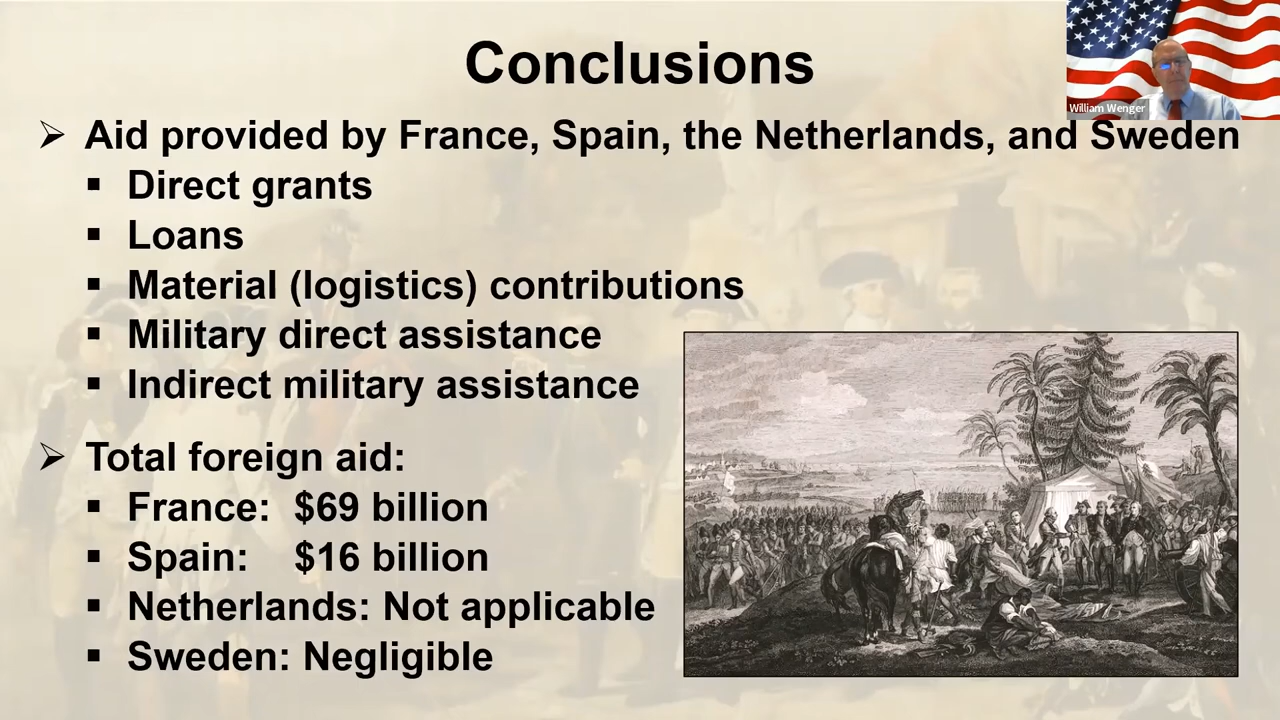 Conclusions
William Wenger
➢ Aid provided by France, Spain, the Netherlands, and Sweden
▪ Direct grants
▪ Loans
▪ Material (logistics) contributions
▪ Military direct assistance
▪ Indirect military assistance
➢ Total foreign aid:
▪ France: $69 billion
▪ Spain: $16 billion
▪ Netherlands: Not applicable
▪ Sweden: Negligible